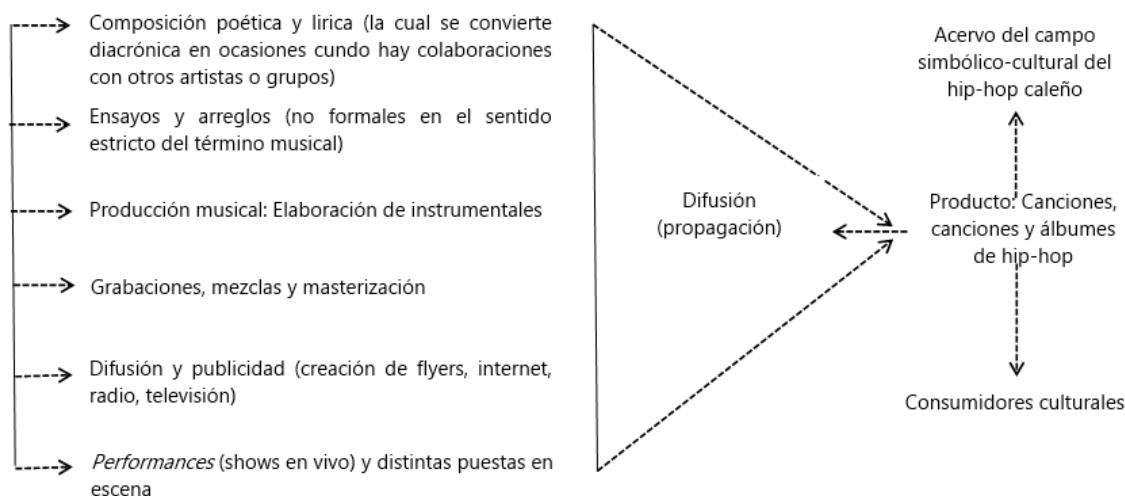 Composición poética y lirica (la cual se convierte
diacrónica en ocasiones cundo hay colaboraciones
con otros artistas o grupos)
Ensayos y arreglos (no formales en el sentido
estricto del término musical)
Producción musical: Elaboración de instrumentales
Grabaciones, mezclas y masterización
Difusión y publicidad (creación de flyers, internet,
radio, televisión)
Performances (shows en vivo) y distintas puestas en
escena
Difusión
(propagación)
Acervo del campo
simbólico-cultural del
hip-hop caleño
Producto: Canciones,
canciones y álbumes
de hip-hop
Consumidores culturales